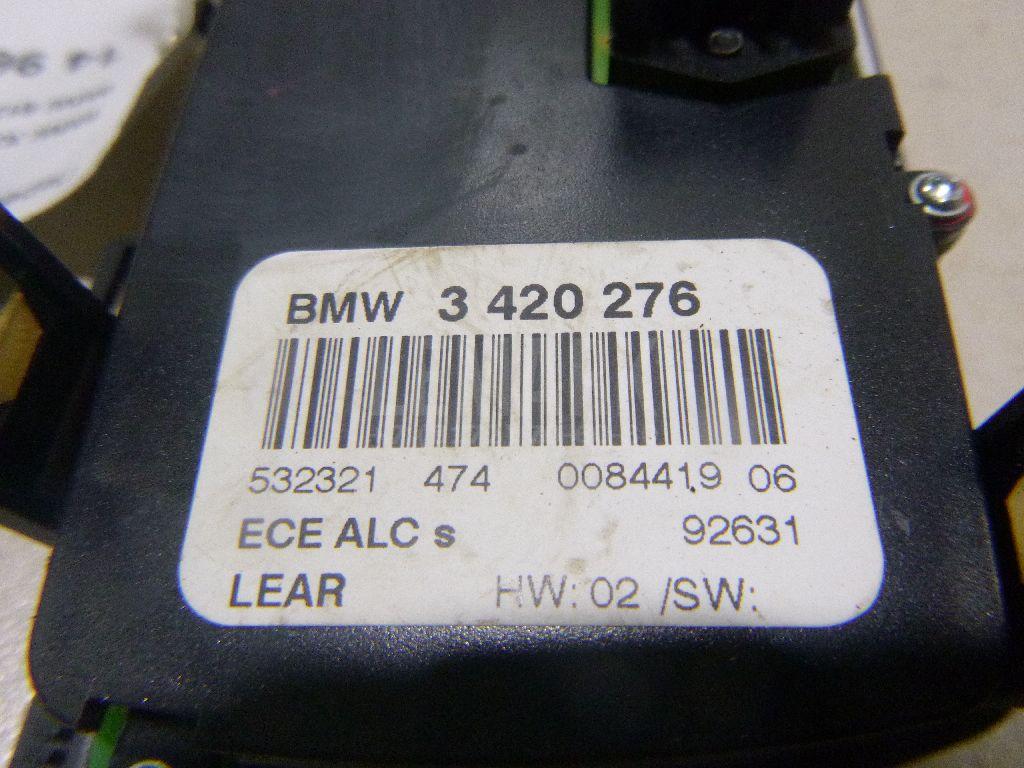 BMW 3 420 276
532321 474 0084419 06
ECE ALC s 92631
LEAR HW: 02 /SW: